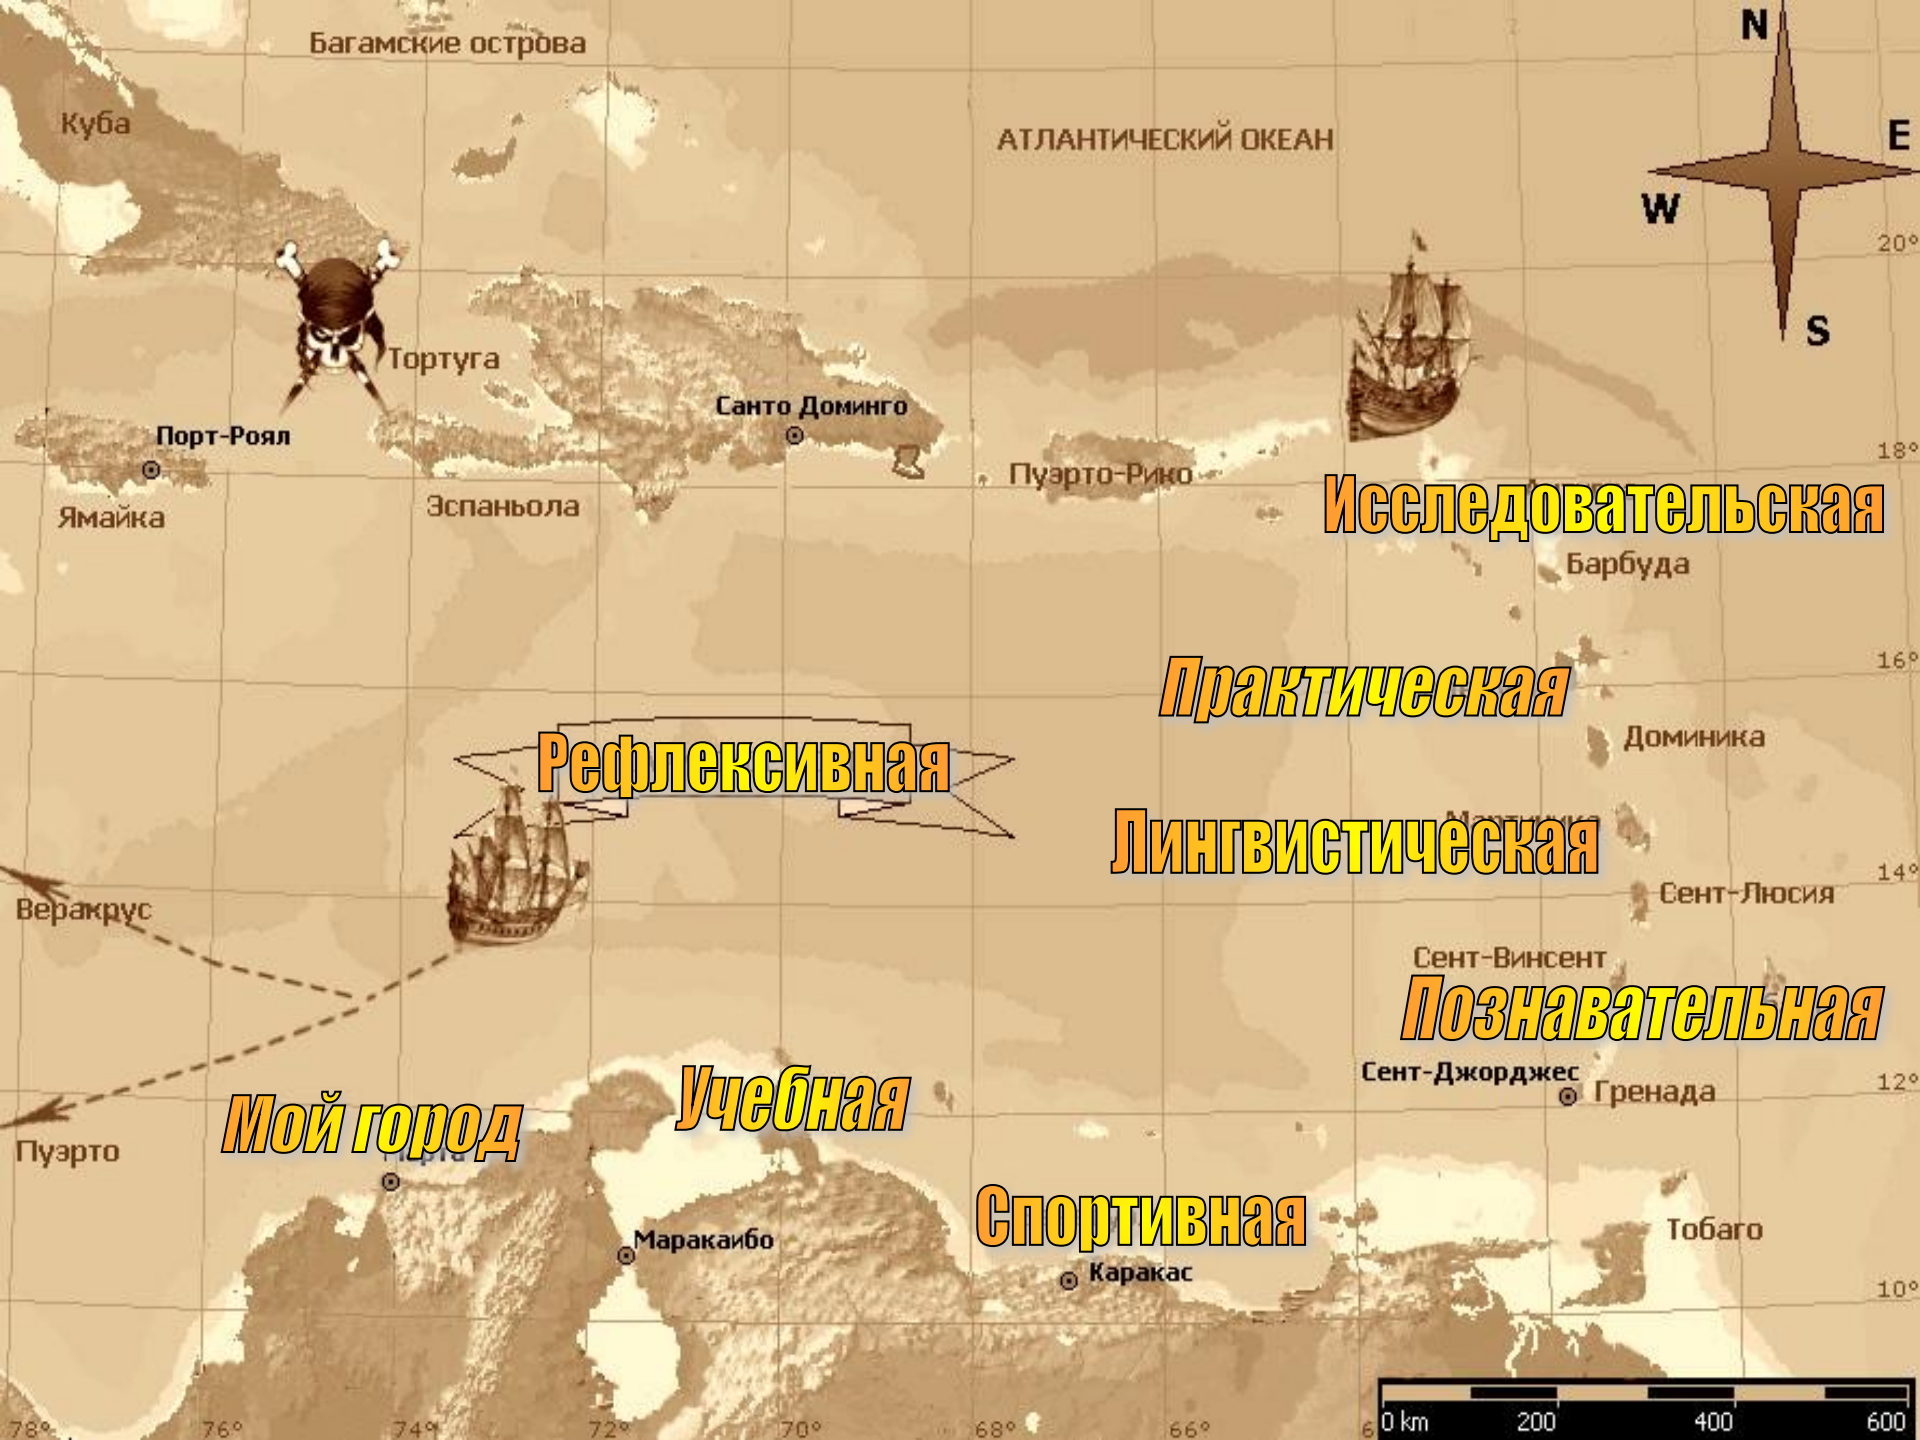 Багамские острова
N
Куба
АТЛАНТИЧЕСКИЙ ОКЕАН
E
W
20°
S
Тортуга
Санто Доминго
Порт-Роял
18°
Пуэрто-Рико
Эспаньола
Ямайка
Исследовательская
Барбуда
16°
Практическая
Доминика
Рефлексивная
Мартиника
Лингвистическая
14°
Сент-Люсия
Веракрус
Сент-Винсент
Познавательная
Сент-Джорджес
12°
Гренада
Учебная
Мой город
Пуэрто
Спортивная
Тобаго
Маракаибо
Каракас
10°
78°
76°
74°
72°
70°
68°
66°
0 km
200
400
600